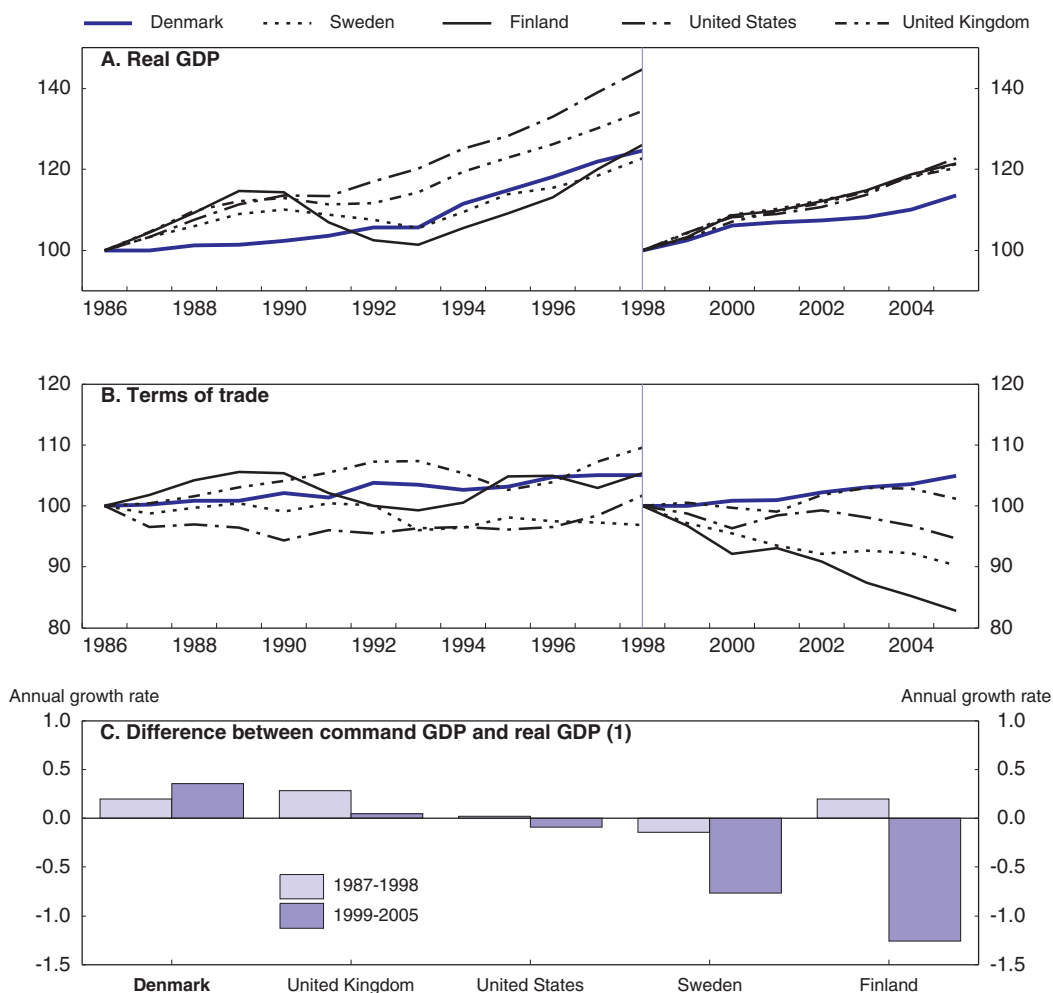 Denmark Sweden Finland United States United Kingdom
A. Real GDP
140 140
120 120
100 100
1986 1988 1990 1992 1994 1996 1998 2000 2002 2004
B. Terms of trade
120 120
110 110
100 100
90 90
80 80
1986 1988 1990 1992 1994 1996 1998 2000 2002 2004
Annual growth rate Annual growth rate
C. Difference between command GDP and real GDP (1)
1.0 1.0
0.5 0.5
0.0 0.0
-0.5 -0.5
-1.0 -1.0
-1.5 -1.5
1987-1998
1999-2005
Denmark United Kingdom United States Sweden Finland